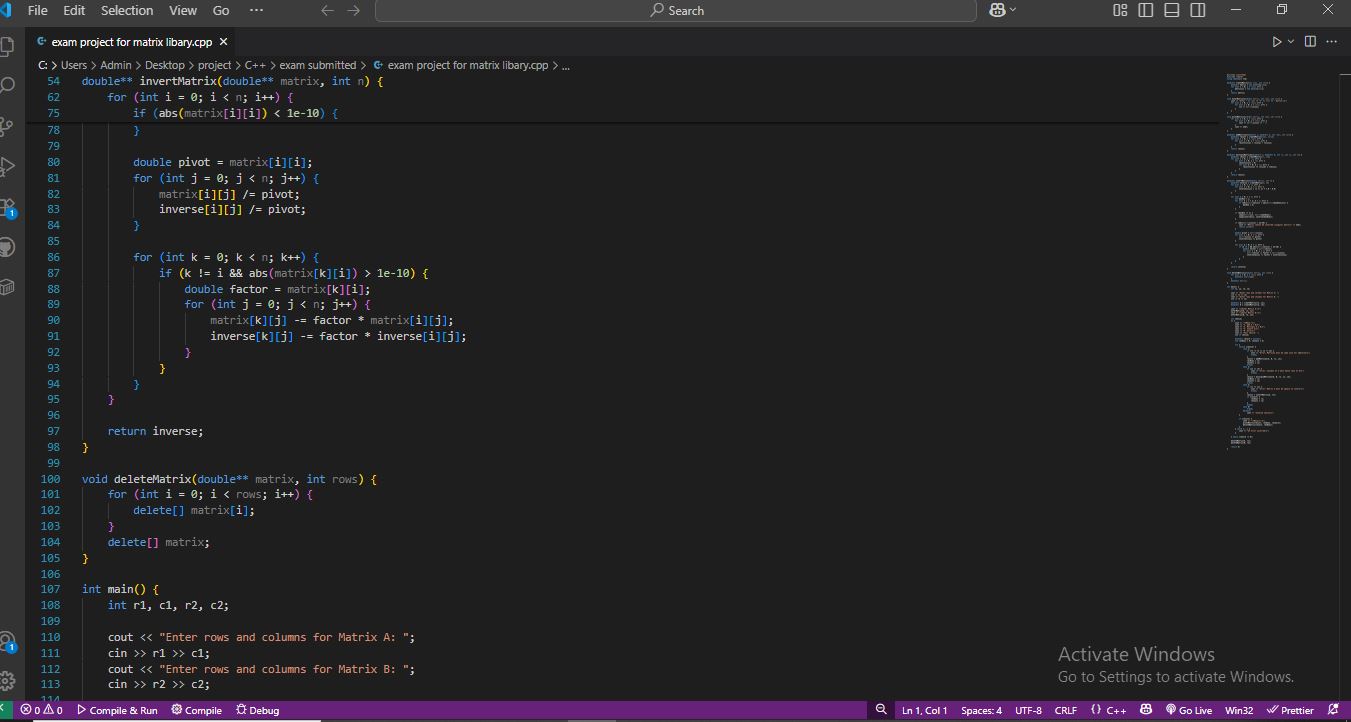 File Edit Selection View Go ··· Search
exam project for matrix libary.cpp ×
C: > Users > Admin > Desktop > project > C++ > exam submitted > exam project for matrix libary.cpp > ...
54 double** invertMatrix(double** matrix, int n) {
62 for (int i = 0; i < n; i++) {
75 if (abs(matrix[i][i]) < 1e-10) {
78 }
79
80 double pivot = matrix[i][i];
81 for (int j = 0; j < n; j++) {
82 matrix[i][j] /= pivot;
83 inverse[i][j] /= pivot;
84 }
85
86 for (int k = 0; k < n; k++) {
87 if (k != i && abs(matrix[k][i]) > 1e-10) {
88 double factor = matrix[k][i];
89 for (int j = 0; j < n; j++) {
90 matrix[k][j] -= factor * matrix[i][j];
91 inverse[k][j] -= factor * inverse[i][j];
92 }
93 }
94 }
95 }
96
97 return inverse;
98 }
99
100 void deleteMatrix(double** matrix, int rows) {
101 for (int i = 0; i < rows; i++) {
102 delete[] matrix[i];
103 }
104 delete[] matrix;
105 }
106
107 int main() {
108 int r1, c1, r2, c2;
109
110 cout << "Enter rows and columns for Matrix A: ";
111 cin >> r1 >> c1;
112 cout << "Enter rows and columns for Matrix B: ";
113 cin >> r2 >> c2;
114
1
1
Activate Windows
Go to Settings to activate Windows.
0 0 Compile & Run Compile Debug Ln 1, Col 1 Spaces: 4 UTF-8 CRLF {} C++ Go Live Win32 Prettier